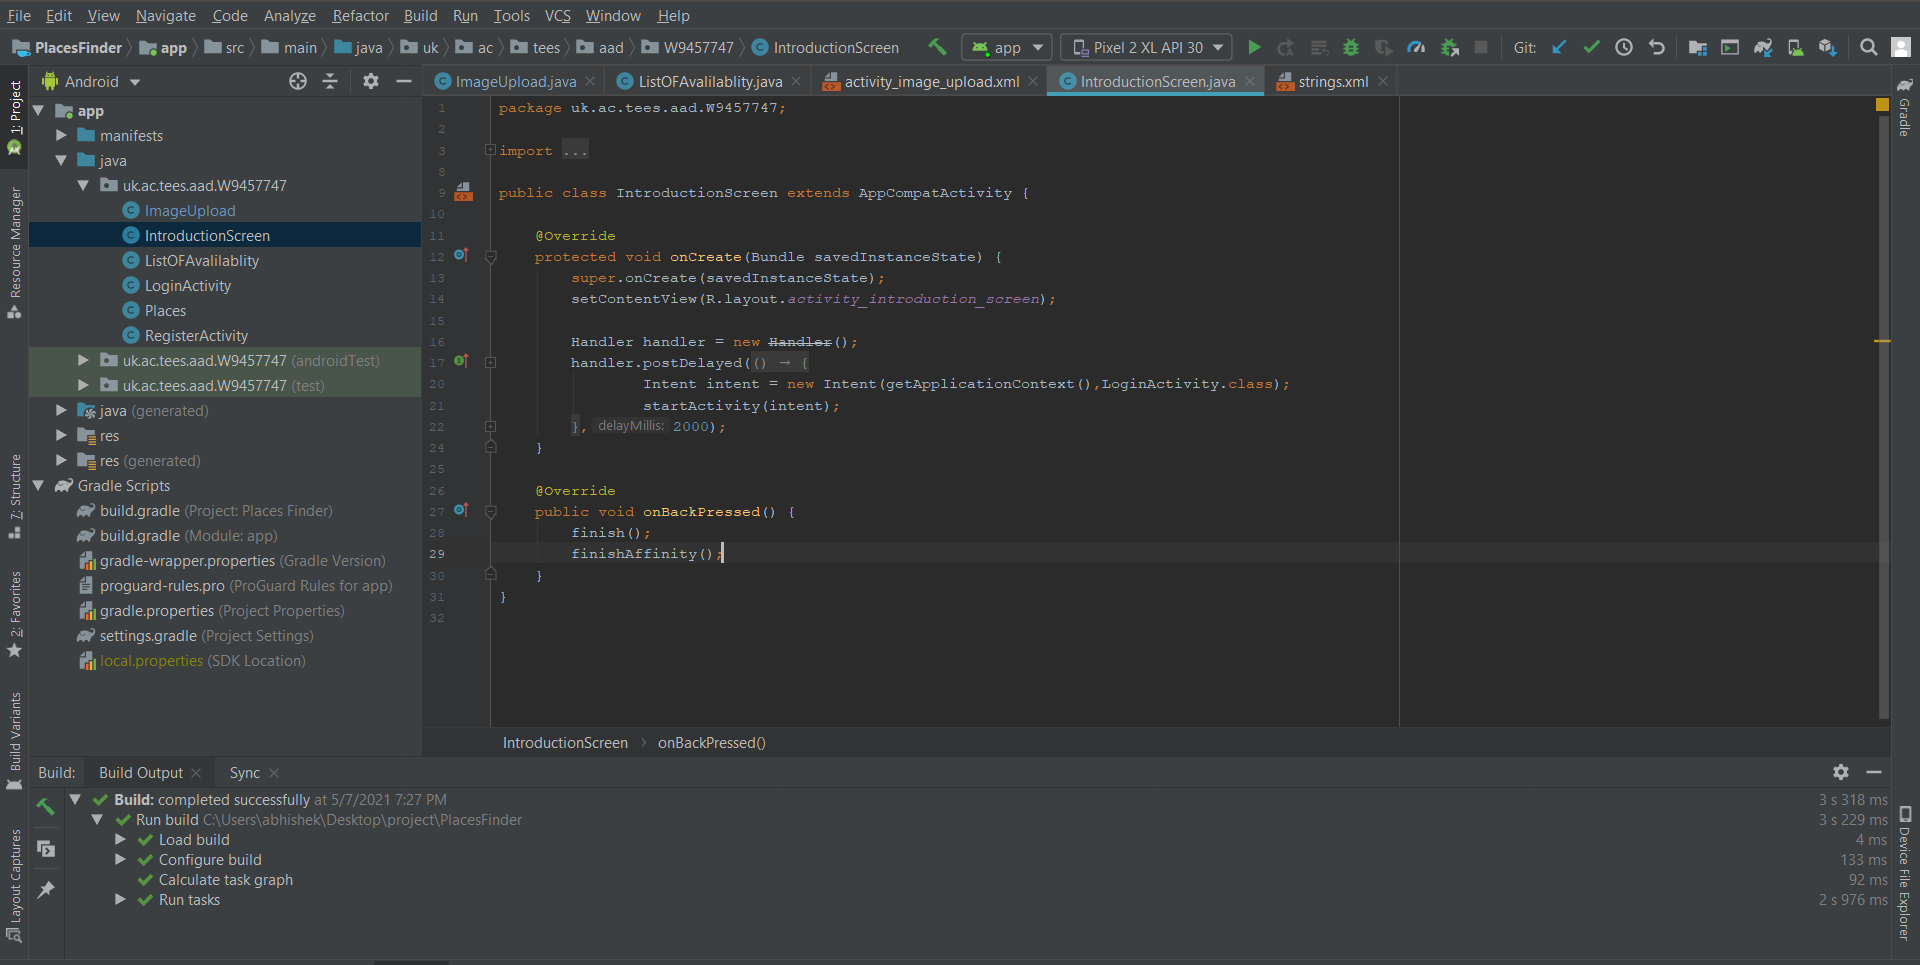 File Edit View Navigate Code Analyze Refactor Build Run Tools VCS Window Help
PlacesFinder app src main java uk ac tees aad W9457747 IntroductionScreen app Pixel 2 XL API 30 Git:
Android
ImageUpload.java ListOFAvalilablity.java activity_image_upload.xml IntroductionScreen.java strings.xml
1: Project
Resource Manager
7: Structure
2: Favorites
Build Variants
Layout Captures
app
manifests
java
uk.ac.tees.aad.W9457747
ImageUpload
IntroductionScreen
ListOFAvalilablity
LoginActivity
Places
RegisterActivity
uk.ac.tees.aad.W9457747 (androidTest)
uk.ac.tees.aad.W9457747 (test)
java (generated)
res
res (generated)
Gradle Scripts
build.gradle (Project: Places Finder)
build.gradle (Module: app)
gradle-wrapper.properties (Gradle Version)
proguard-rules.pro (ProGuard Rules for app)
gradle.properties (Project Properties)
settings.gradle (Project Settings)
local.properties (SDK Location)
1 package uk.ac.tees.aad.W9457747;
2
3 import ...
8
9 public class IntroductionScreen extends AppCompatActivity {
10
11 @Override
12 protected void onCreate(Bundle savedInstanceState) {
13 super.onCreate(savedInstanceState);
14 setContentView(R.layout.activity_introduction_screen);
15
16 Handler handler = new Handler();
17 handler.postDelayed(() → {
20 Intent intent = new Intent(getApplicationContext(),LoginActivity.class);
21 startActivity(intent);
22 }, delayMillis: 2000);
24 }
25
26 @Override
27 public void onBackPressed() {
28 finish();
29 finishAffinity();
30 }
31 }
32
IntroductionScreen onBackPressed()
Gradle
Device File Explorer
Build: Build Output Sync
Build: completed successfully at 5/7/2021 7:27 PM 3 s 318 ms
Run build C:\Users\abhishek\Desktop\project\PlacesFinder 3 s 229 ms
Load build 4 ms
Configure build 133 ms
Calculate task graph 92 ms
Run tasks 2 s 976 ms